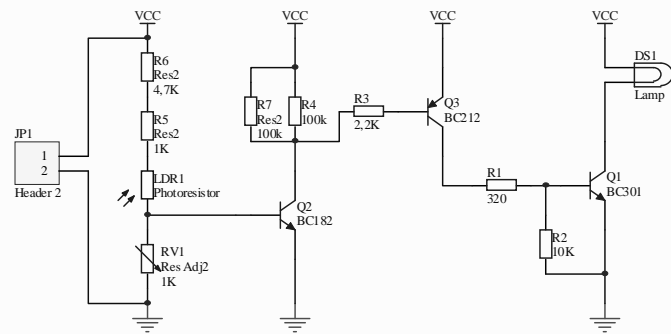 VCC
VCC
VCC
VCC
R6
Res2
4,7K
R5
Res2
1K
JP1
1
2
Header 2
LDR1
Photoresistor
RV1
Res Adj2
1K
R7
Res2
100k
R4
100k
R3
2,2K
Q2
BC182
Q3
BC212
R1
320
R2
10K
Q1
BC301
DS1
Lamp